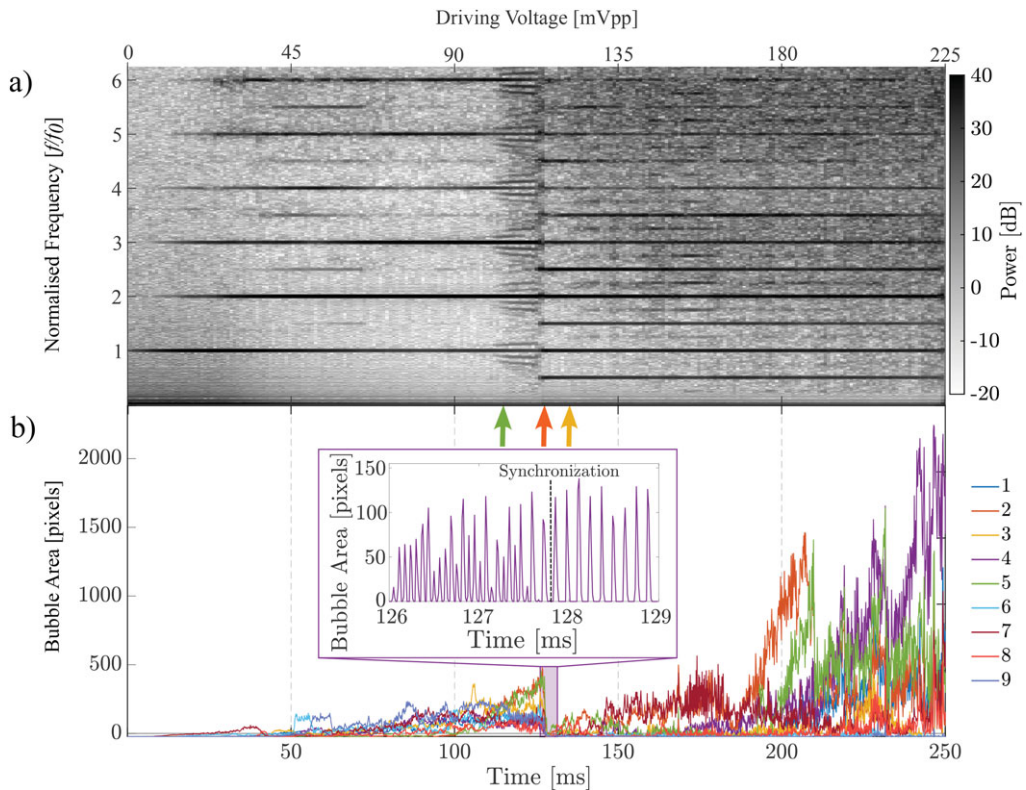 Driving Voltage [mVpp]
0 45 90 135 180 225
a)
Normalised Frequency [f/f0]
6
5
4
3
2
1
40
30
20
10
0
-10
-20
Power [dB]
b)
Bubble Area [pixels]
2000
1500
1000
500
0
Synchronization
Bubble Area [pixels]
150
100
50
0
126 127 128 129
Time [ms]
1
2
3
4
5
6
7
8
9
50 100 150 200 250
Time [ms]